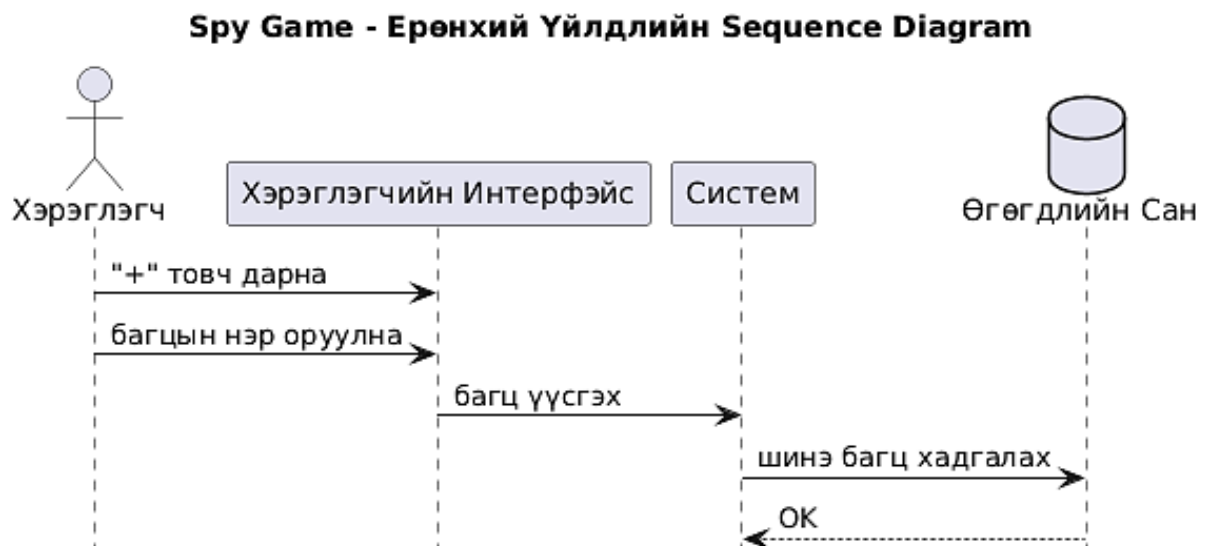 Spy Game - Ерөнхий Үйлдлийн Sequence Diagram
Хэрэглэгч
Хэрэглэгчийн Интерфэйс
Систем
Өгөгдлийн Сан
"+" товч дарна
багцын нэр оруулна
багц үүсгэх
шинэ багц хадгалах
OK